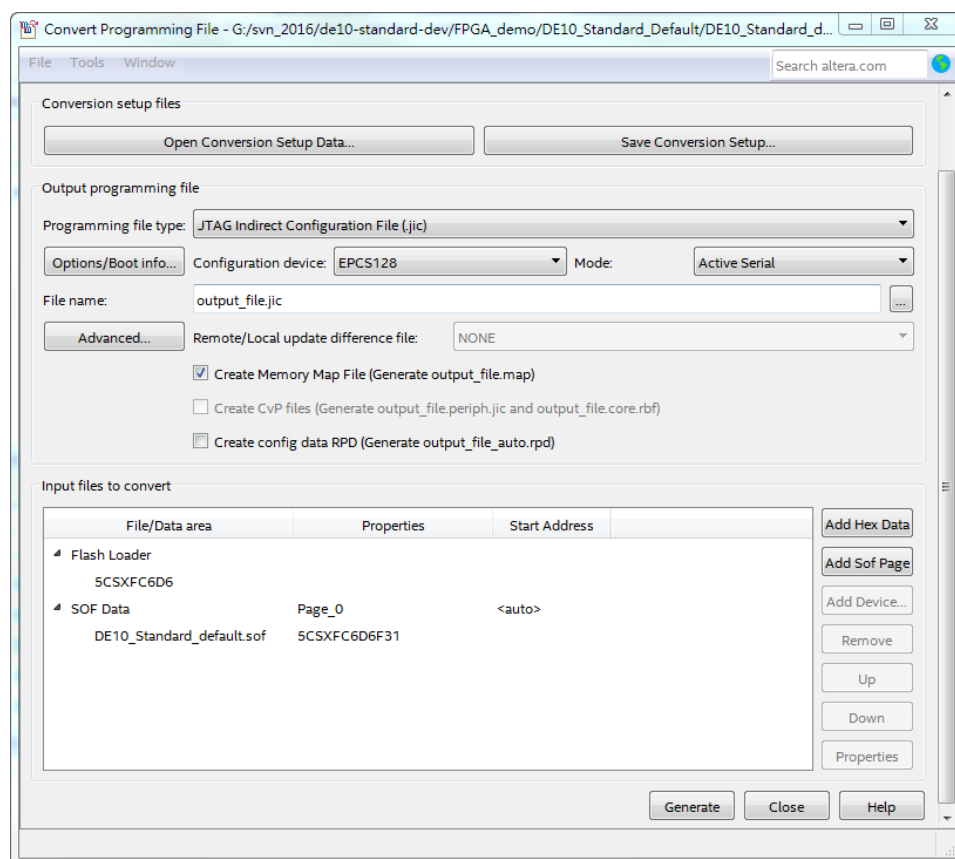 Convert Programming File - G:/svn_2016/de10-standard-dev/FPGA_demo/DE10_Standard_Default/DE10_Standard_d...
File Tools Window Search altera.com
Conversion setup files
Open Conversion Setup Data... Save Conversion Setup...
Output programming file
Programming file type: JTAG Indirect Configuration File (.jic)
Options/Boot info... Configuration device: EPCS128 Mode: Active Serial
File name: output_file.jic ...
Advanced... Remote/Local update difference file: NONE
Create Memory Map File (Generate output_file.map)
Create CvP files (Generate output_file.periph.jic and output_file.core.rbf)
Create config data RPD (Generate output_file_auto.rpd)
Input files to convert
File/Data area Properties Start Address Add Hex Data
Flash Loader Add Sof Page
5CSXFC6D6
SOF Data Page_0 <auto> Add Device...
DE10_Standard_default.sof 5CSXFC6D6F31 Remove
Up
Down
Properties
Generate Close Help